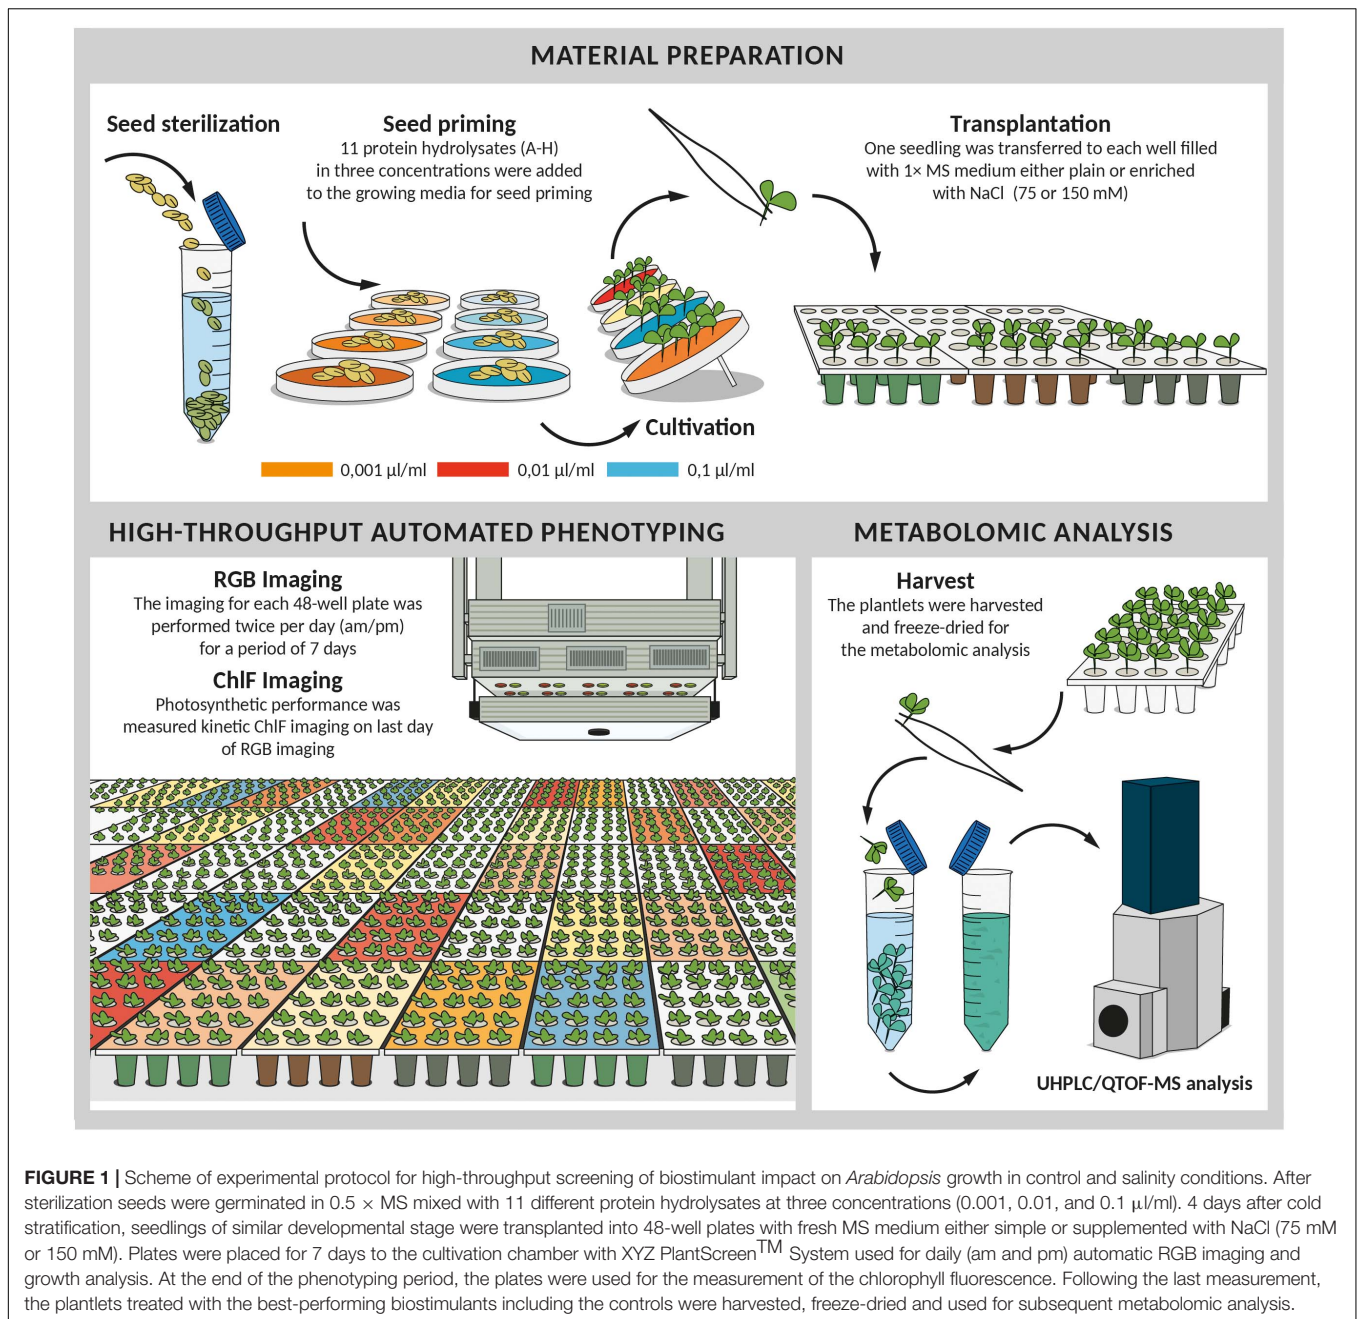 MATERIAL PREPARATION
Seed sterilization
Seed priming
11 protein hydrolysates (A-H)
in three concentrations were added
to the growing media for seed priming
Transplantation
One seedling was transferred to each well filled
with 1× MS medium either plain or enriched
with NaCl (75 or 150 mM)
Cultivation
0,001 µl/ml
0,01 µl/ml
0,1 µl/ml
HIGH-THROUGHPUT AUTOMATED PHENOTYPING
RGB Imaging
The imaging for each 48-well plate was
performed twice per day (am/pm)
for a period of 7 days
ChlF Imaging
Photosynthetic performance was
measured kinetic ChlF imaging on last day
of RGB imaging
METABOLOMIC ANALYSIS
Harvest
The plantlets were harvested
and freeze-dried for
the metabolomic analysis
UHPLC/QTOF-MS analysis
FIGURE 1 | Scheme of experimental protocol for high-throughput screening of biostimulant impact on Arabidopsis growth in control and salinity conditions. After
sterilization seeds were germinated in 0.5 × MS mixed with 11 different protein hydrolysates at three concentrations (0.001, 0.01, and 0.1 µl/ml). 4 days after cold
stratification, seedlings of similar developmental stage were transplanted into 48-well plates with fresh MS medium either simple or supplemented with NaCl (75 mM
or 150 mM). Plates were placed for 7 days to the cultivation chamber with XYZ PlantScreen™ System used for daily (am and pm) automatic RGB imaging and
growth analysis. At the end of the phenotyping period, the plates were used for the measurement of the chlorophyll fluorescence. Following the last measurement,
the plantlets treated with the best-performing biostimulants including the controls were harvested, freeze-dried and used for subsequent metabolomic analysis.